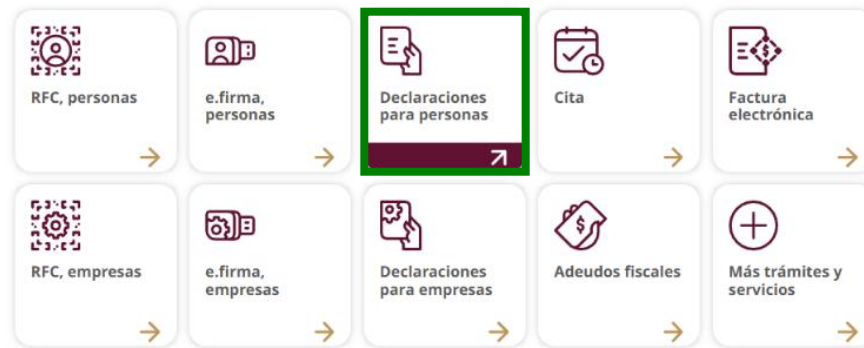 RFC, personas
e.firma,
personas
Declaraciones
para personas
Cita
Factura
electrónica
RFC, empresas
e.firma,
empresas
Declaraciones
para empresas
Adeudos fiscales
Más trámites y
servicios